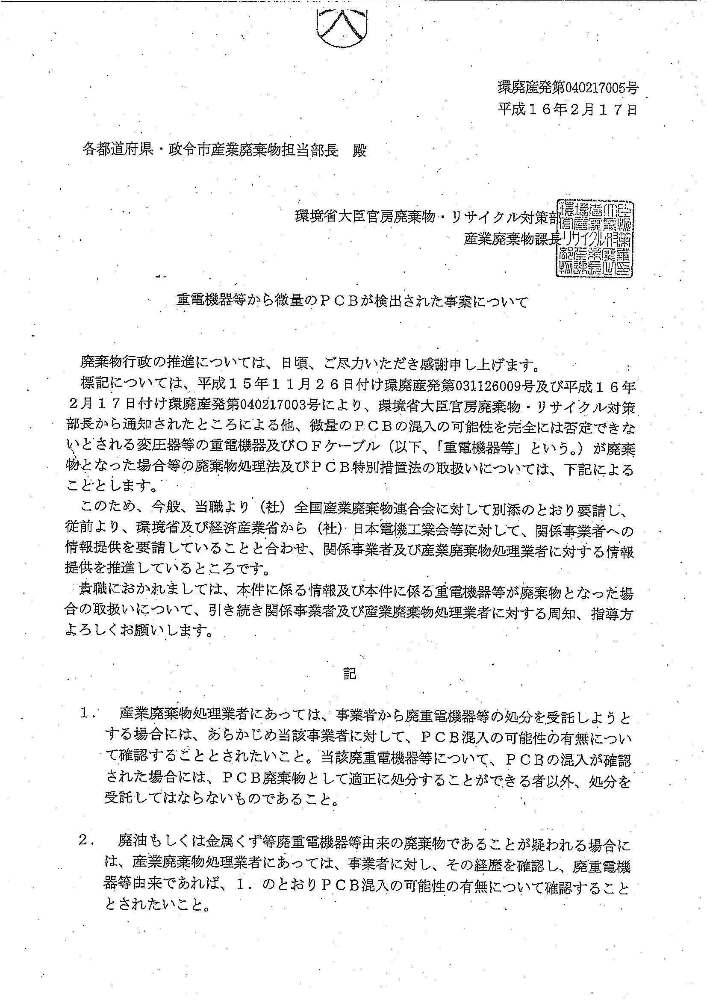 環廃産発第040217005号
平成16年2月17日
各都道府県・政令市産業廃棄物担当部長　殿
環境省大臣官房廃棄物・リサイクル対策部
産業廃棄物課長
重電機器等から微量のPCBが検出された事案について
廃棄物行政の推進については、日頃、ご尽力いただき感謝申し上げます。
標記については、平成15年11月26日付け環廃産発第031126009号及び平成16年
2月17日付け環廃産発第040217003号により、環境省大臣官房廃棄物・リサイクル対策
部長から通知されたところによる他、微量のPCBの混入の可能性を完全には否定できな
いとされる変圧器等の重電機器及びOFケーブル（以下、「重電機器等」という。）が廃棄
物となった場合等の廃棄物処理法及びPCB特別措置法の取扱いについては、下記による
こととします。
このため、今般、当職より（社）全国産業廃棄物連合会に対して別添のとおり要請し、
従前より、環境省及び経済産業省から（社）日本電機工業会等に対して、関係事業者への
情報提供を要請していることと合わせ、関係事業者及び産業廃棄物処理業者に対する情報
提供を推進しているところです。
貴職におかれましては、本件に係る情報及び本件に係る重電機器等が廃棄物となった場
合の取扱いについて、引き続き関係事業者及び産業廃棄物処理業者に対する周知、指導方
よろしくお願いします。
記
1．　産業廃棄物処理業者にあっては、事業者から廃重電機器等の処分を受託しようと
する場合には、あらかじめ当該事業者に対して、PCB混入の可能性の有無につい
て確認することとされたいこと。当該廃重電機器等について、PCBの混入が確認
された場合には、PCB廃棄物として適正に処分することができる者以外、処分を
受託してはならないものであること。
2．　廃油もしくは金属くず等廃重電機器等由来の廃棄物であることが疑われる場合に
は、産業廃棄物処理業者にあっては、事業者に対し、その経歴を確認し、廃重電機
器等由来であれば、1．のとおりPCB混入の可能性の有無について確認すること
とされたいこと。